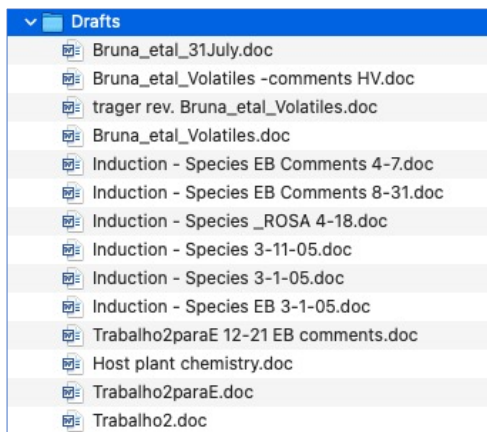 Drafts
Bruna_etal_31July.doc
Bruna_etal_Volatiles -comments HV.doc
trager rev. Bruna_etal_Volatiles.doc
Bruna_etal_Volatiles.doc
Induction - Species EB Comments 4-7.doc
Induction - Species EB Comments 8-31.doc
Induction - Species _ROSA 4-18.doc
Induction - Species 3-11-05.doc
Induction - Species 3-1-05.doc
Induction - Species EB 3-1-05.doc
Trabalho2paraE 12-21 EB comments.doc
Host plant chemistry.doc
Trabalho2paraE.doc
Trabalho2.doc